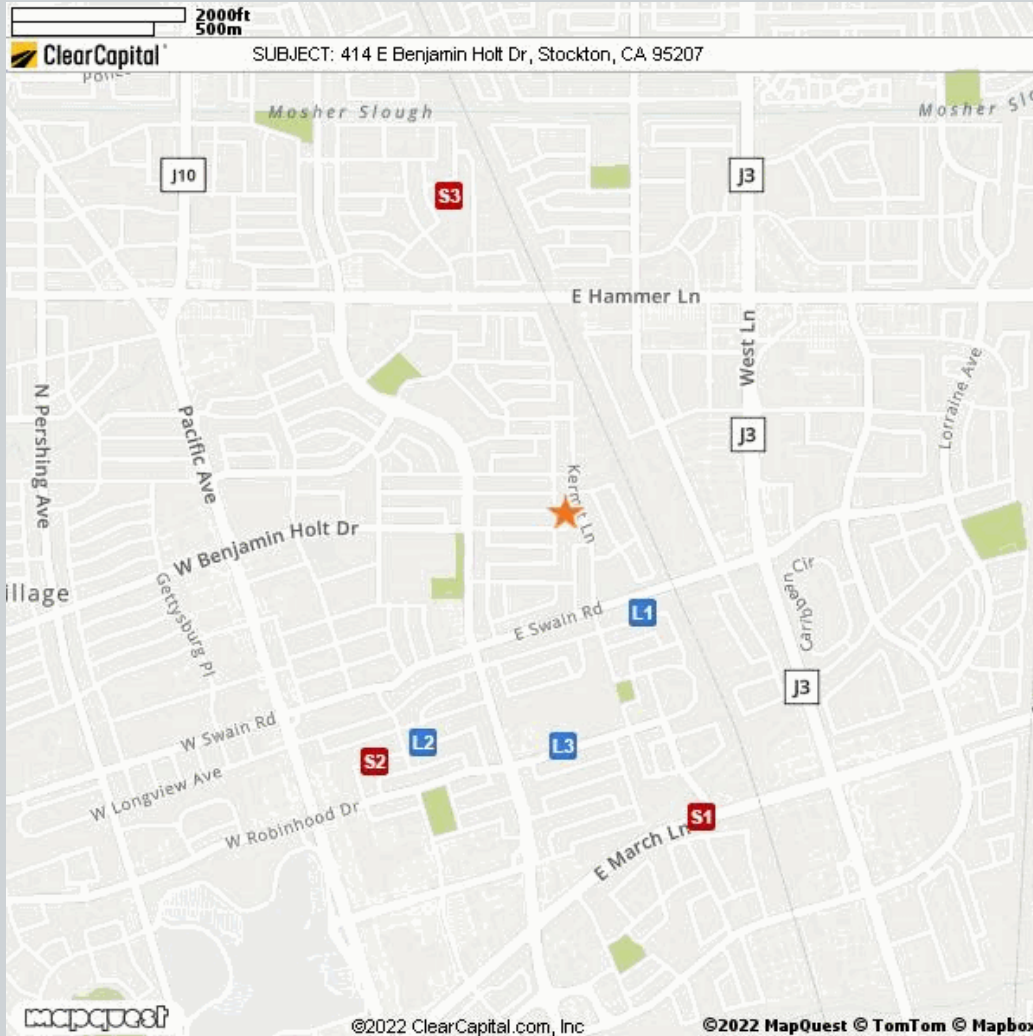 2000ft
500m
ClearCapital
SUBJECT: 414 E Benjamin Holt Dr, Stockton, CA 95207
Mosher Slough
Mosher Slo
J10
S3
J3
E Hammer Ln
West Ln
N Pershing Ave
Pacific Ave
Lorraine Ave
J3
Kermit Ln
W Benjamin Holt Dr
illage
Gettysburg Pl
Caribbean Cir
L1
E Swain Rd
J3
W Swain Rd
L2
L3
S2
W Longview Ave
W Robinhood Dr
S1
E March Ln
mapquest
©2022 ClearCapital.com, Inc
©2022 MapQuest © TomTom © Mapbo